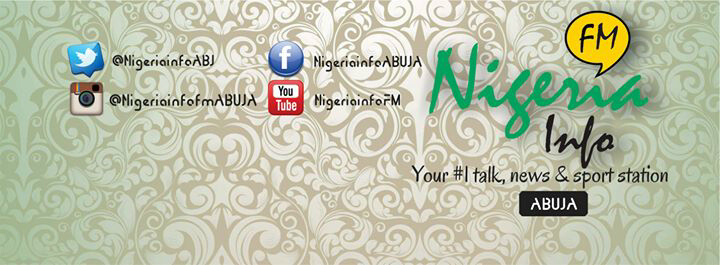 @NigeriainfoABJ
NigeriainfoABUJA
@NigeriainfofmABUJA
You
Tube
NigeriainfoFM
FM
Nigeria
Info
Your #1 talk, news & sport station
ABUJA